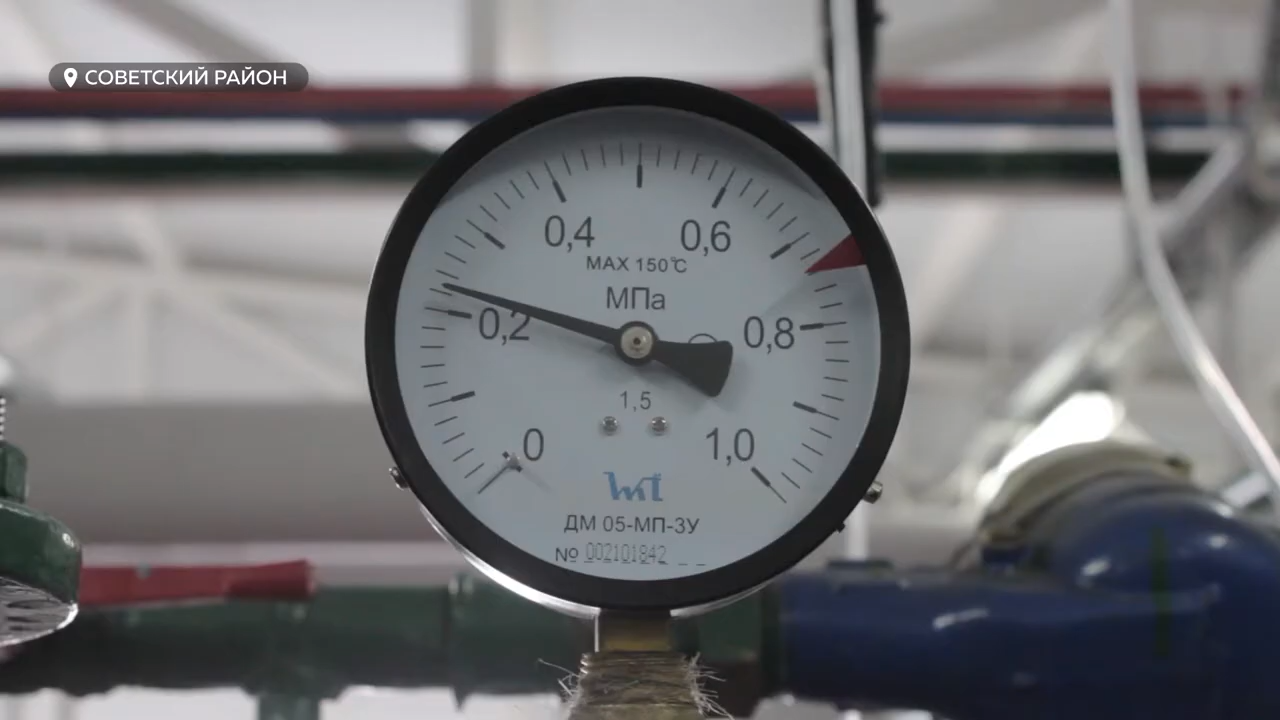 СОВЕТСКИЙ РАЙОН
0,4 0,6
MAX 150°C
МПа
0,2 0,8
1,5
0 1,0
ДМ 05-МП-3У
№ 002101842